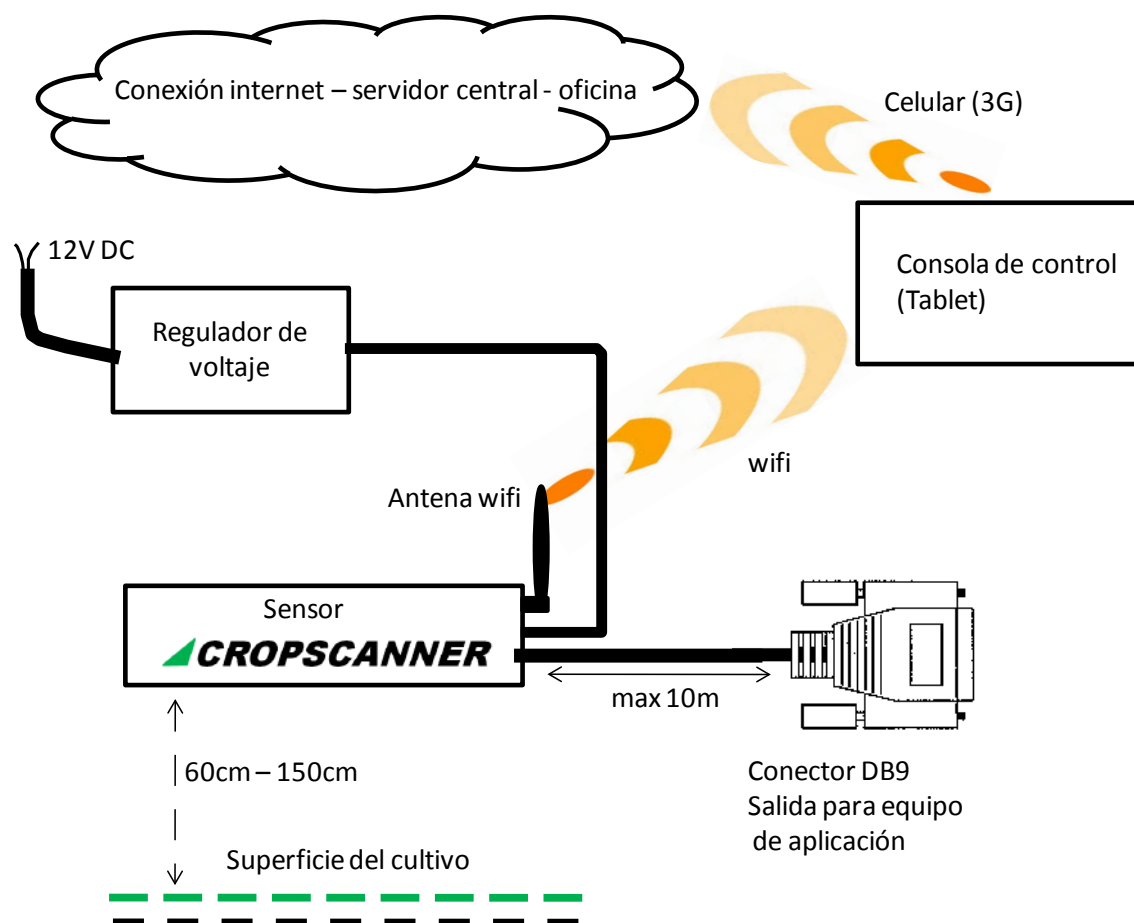 Conexión internet – servidor central - oficina
Celular (3G)
12V DC
Consola de control
(Tablet)
Regulador de
voltaje
wifi
Antena wifi
Sensor
CROPSCANNER
max 10m
60cm – 150cm
Conector DB9
Salida para equipo
de aplicación
Superficie del cultivo